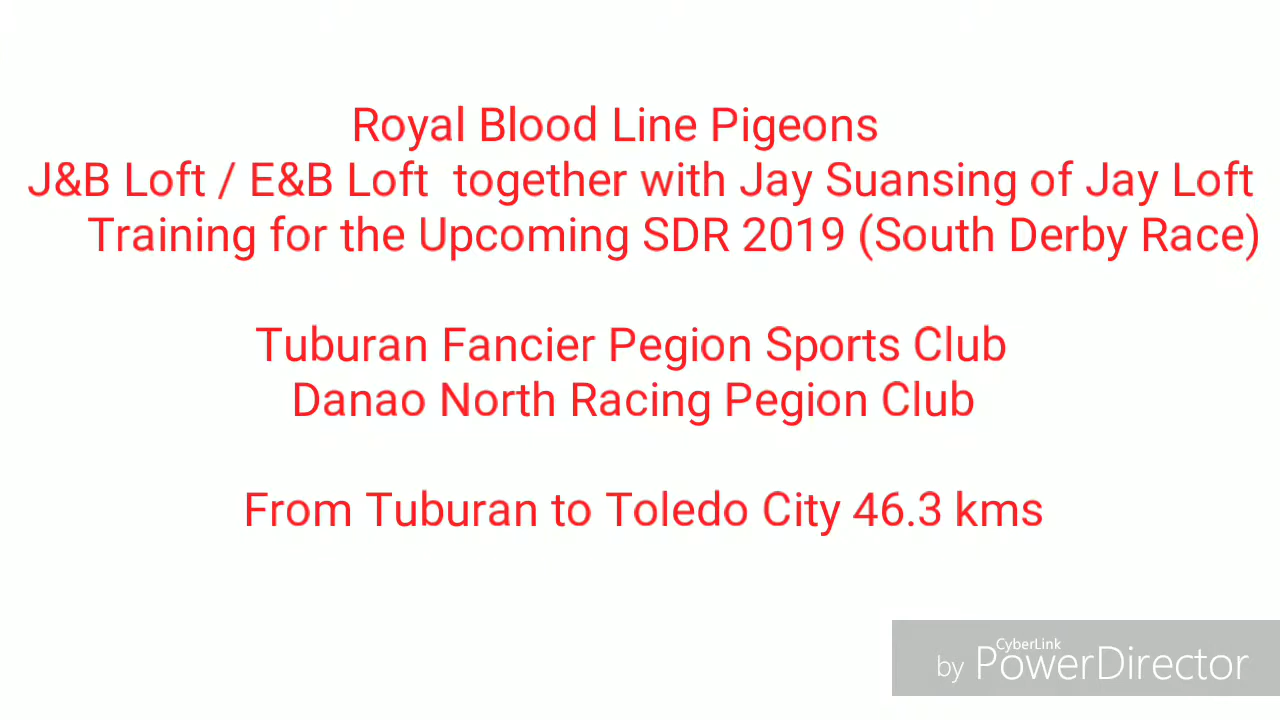 Royal Blood Line Pigeons
J&B Loft / E&B Loft together with Jay Suansing of Jay Loft
Training for the Upcoming SDR 2019 (South Derby Race)
Tuburan Fancier Pegion Sports Club
Danao North Racing Pegion Club
From Tuburan to Toledo City 46.3 kms
CyberLink
by PowerDirector